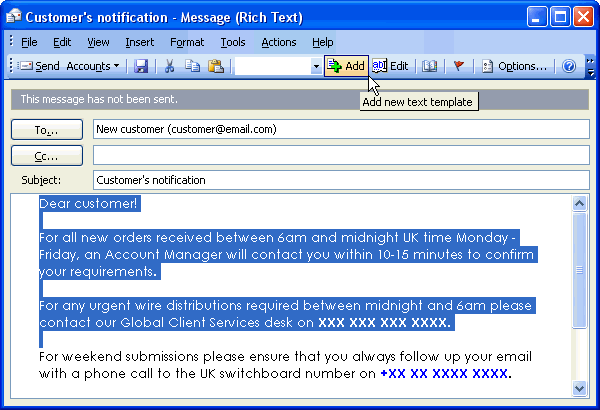 Customer's notification - Message (Rich Text)
File Edit View Insert Format Tools Actions Help
Send Accounts Add ab Edit Options...
Add new text template
This message has not been sent.
To... New customer (customer@email.com)
Cc...
Subject: Customer's notification
Dear customer!
For all new orders received between 6am and midnight UK time Monday -
Friday, an Account Manager will contact you within 10-15 minutes to confirm
your requirements.
For any urgent wire distributions required between midnight and 6am please
contact our Global Client Services desk on XXX XXX XXX XXXX.
For weekend submissions please ensure that you always follow up your email
with a phone call to the UK switchboard number on +XX XX XXXX XXXX.